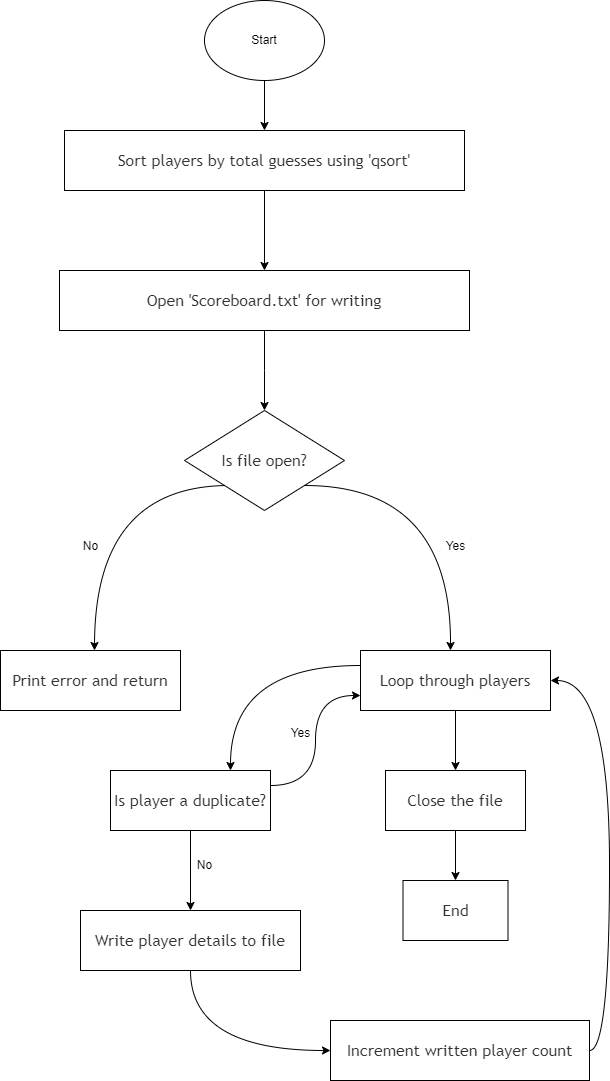 Start
Sort players by total guesses using 'qsort'
Open 'Scoreboard.txt' for writing
Is file open?
No
Yes
Print error and return
Loop through players
Yes
Is player a duplicate?
Close the file
No
End
Write player details to file
Increment written player count